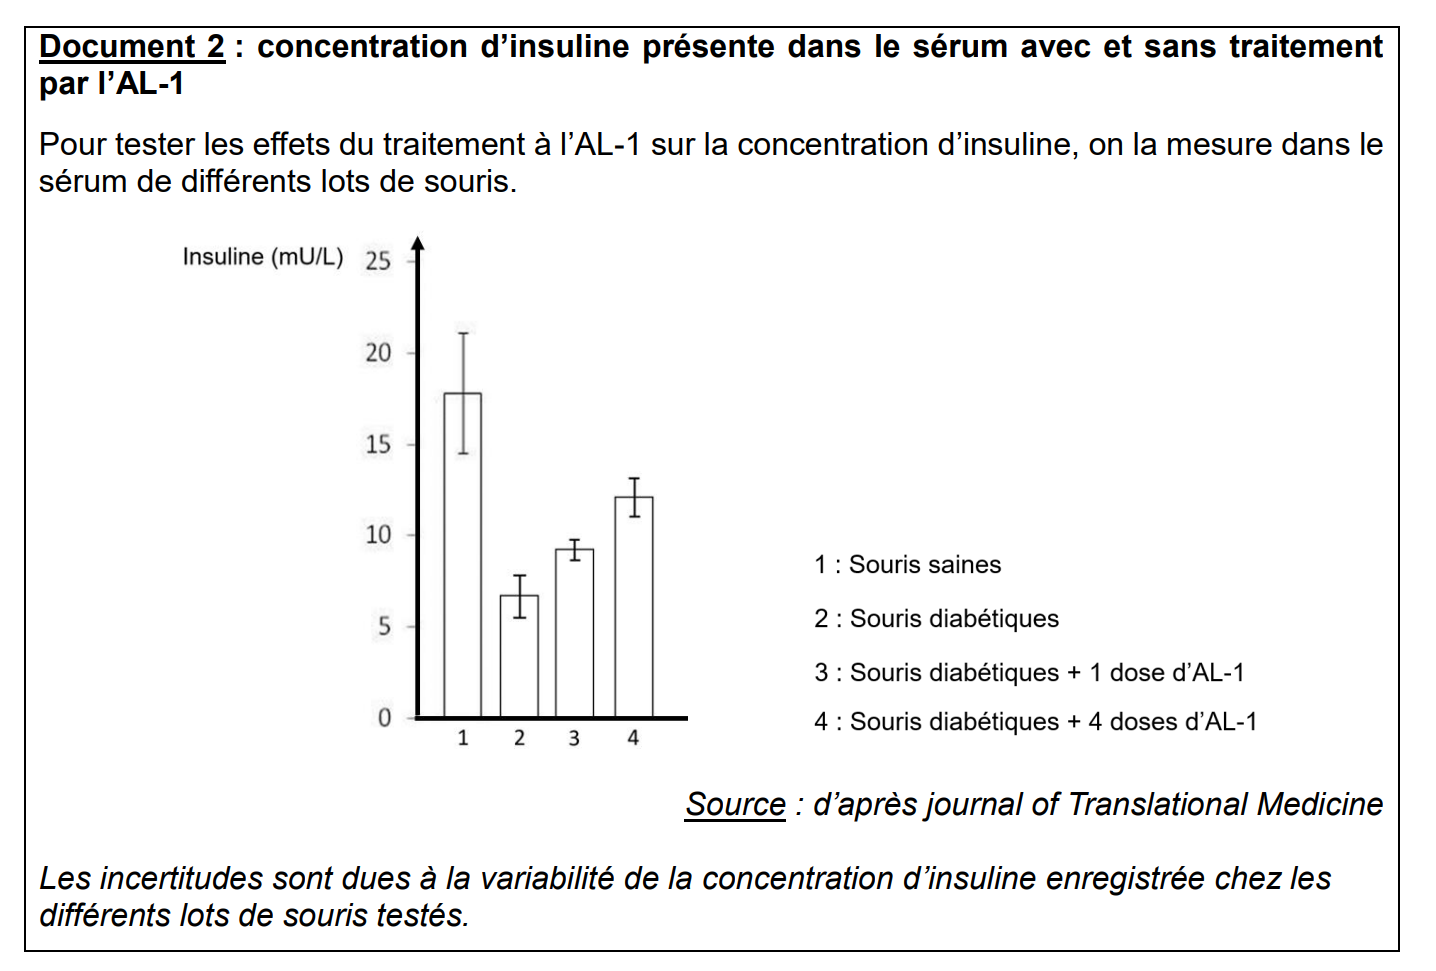 Document 2 : concentration d'insuline présente dans le sérum avec et sans traitement
par l'AL-1
Pour tester les effets du traitement à l'AL-1 sur la concentration d'insuline, on la mesure dans le
sérum de différents lots de souris.
Insuline (mU/L)
25
20
15
10
5
0
1 2 3 4
1 : Souris saines
2 : Souris diabétiques
3 : Souris diabétiques + 1 dose d'AL-1
4 : Souris diabétiques + 4 doses d'AL-1
Source : d'après journal of Translational Medicine
Les incertitudes sont dues à la variabilité de la concentration d'insuline enregistrée chez les
différents lots de souris testés.